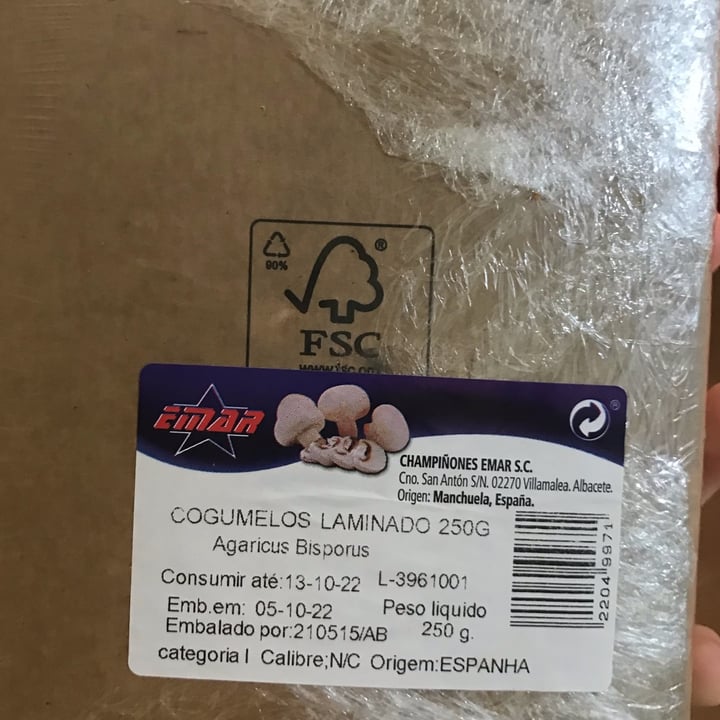 90%
®
FSC
EMAR
®
CHAMPIÑONES EMAR S.C.
Cno. San Antón S/N. 02270 Villamalea. Albacete.
Origen: Manchuela, España.
COGUMELOS LAMINADO 250G
Agaricus Bisporus
Consumir até:13-10-22 L-3961001
Emb.em: 05-10-22 Peso liquido
Embalado por:210515/AB 250 g.
categoria I Calibre;N/C Origem:ESPANHA
2204 9971